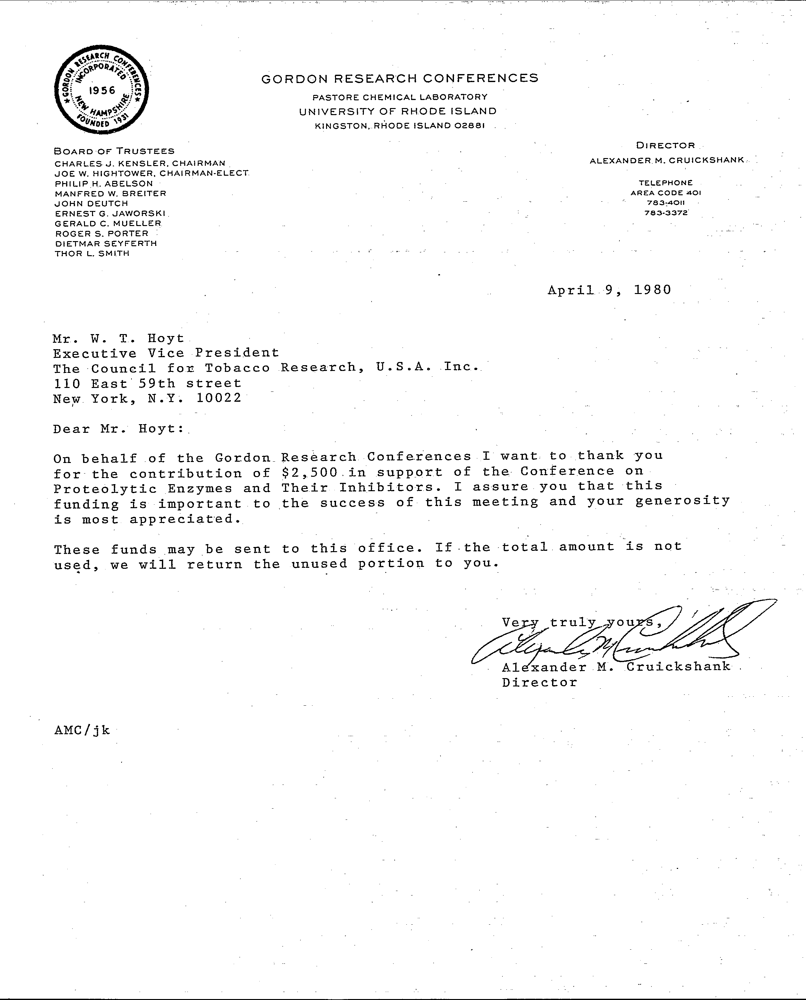 GORDON RESEARCH CONFERENCES
INCORPORATED
1956
NEW HAMPSHIRE
FOUNDED 1931
GORDON RESEARCH CONFERENCES
PASTORE CHEMICAL LABORATORY
UNIVERSITY OF RHODE ISLAND
KINGSTON, RHODE ISLAND 02881
BOARD OF TRUSTEES
CHARLES J. KENSLER, CHAIRMAN
JOE W. HIGHTOWER, CHAIRMAN-ELECT
PHILIP H. ABELSON
MANFRED W. BREITER
JOHN DEUTCH
ERNEST G. JAWORSKI
GERALD C. MUELLER
ROGER S. PORTER
DIETMAR SEYFERTH
THOR L. SMITH
DIRECTOR
ALEXANDER M. CRUICKSHANK
TELEPHONE
AREA CODE 401
783-4011
783-3372
April 9, 1980
Mr. W. T. Hoyt
Executive Vice President
The Council for Tobacco Research, U.S.A. Inc.
110 East 59th street
New York, N.Y. 10022
Dear Mr. Hoyt:
On behalf of the Gordon Research Conferences I want to thank you
for the contribution of $2,500 in support of the Conference on
Proteolytic Enzymes and Their Inhibitors. I assure you that this
funding is important to the success of this meeting and your generosity
is most appreciated.
These funds may be sent to this office. If the total amount is not
used, we will return the unused portion to you.
Very truly yours,
Alexander M. Cruickshank
Alexander M. Cruickshank
Director
AMC/jk